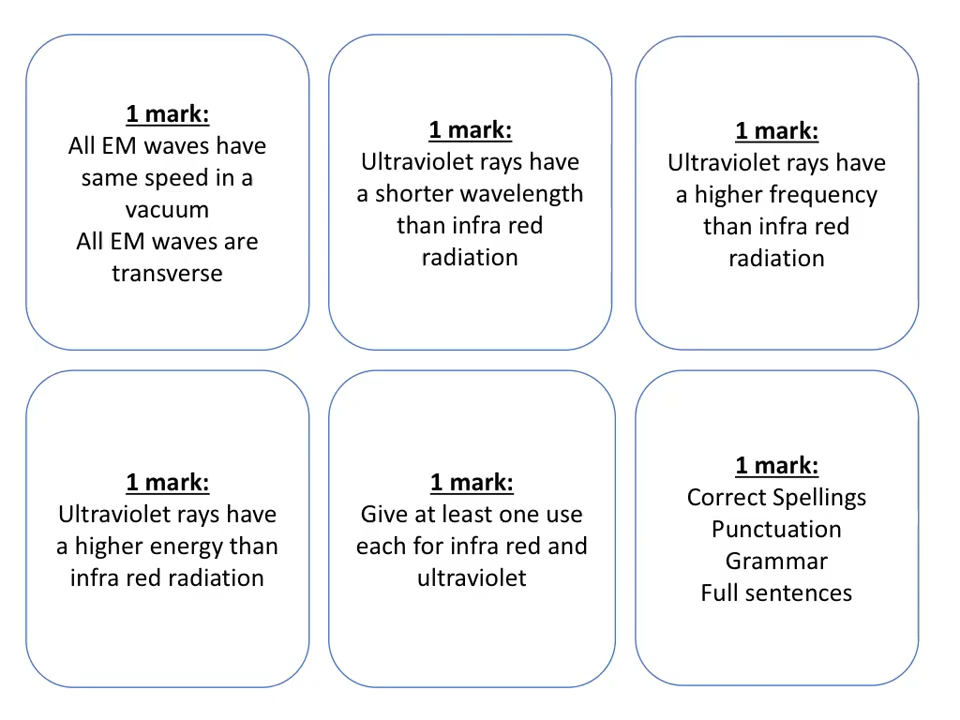 1 mark:
All EM waves have
same speed in a
vacuum
All EM waves are
transverse
1 mark:
Ultraviolet rays have
a shorter wavelength
than infra red
radiation
1 mark:
Ultraviolet rays have
a higher frequency
than infra red
radiation
1 mark:
Ultraviolet rays have
a higher energy than
infra red radiation
1 mark:
Give at least one use
each for infra red and
ultraviolet
1 mark:
Correct Spellings
Punctuation
Grammar
Full sentences